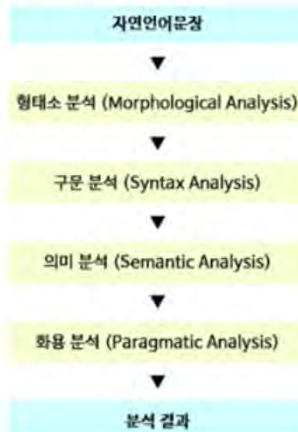 자연언어문장
▼
형태소 분석 (Morphological Analysis)
▼
구문 분석 (Syntax Analysis)
▼
의미 분석 (Semantic Analysis)
▼
화용 분석 (Paragmatic Analysis)
▼
분석 결과